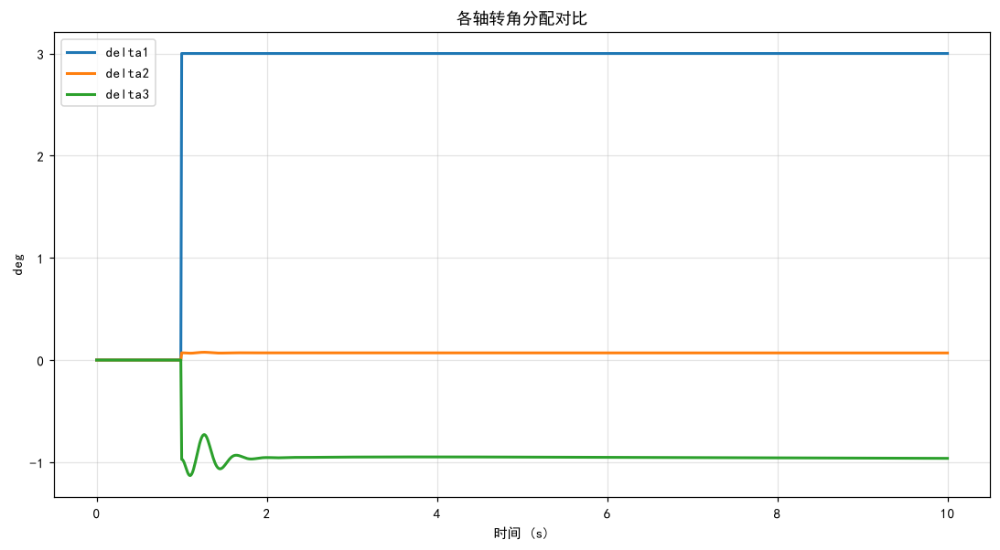 各轴转角分配对比
delta1
delta2
delta3
3
2
1
0
−1
deg
0 2 4 6 8 10
时间 (s)